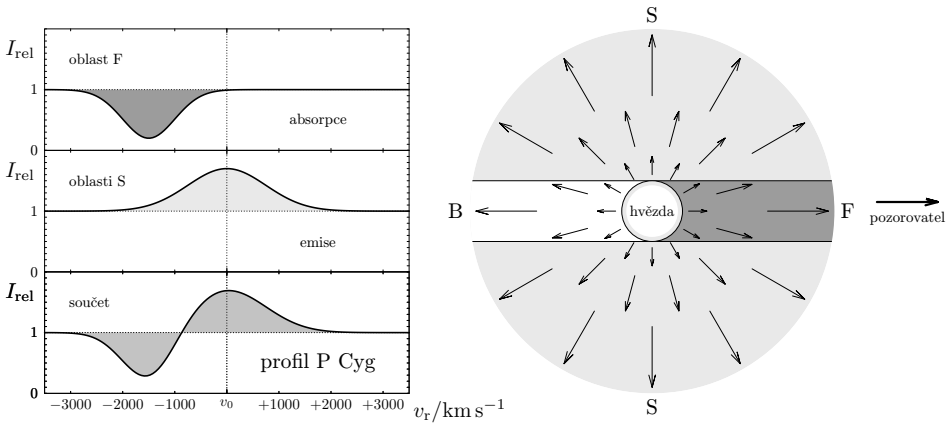 I_rel
oblast F
1
absorpce
0
I_rel
oblasti S
1
emise
0
I_rel
součet
1
profil P Cyg
0
−3000 −2000 −1000 v₀ +1000 +2000 +3000
v_r/km s⁻¹
S
B
hvězda
F
pozorovatel
S